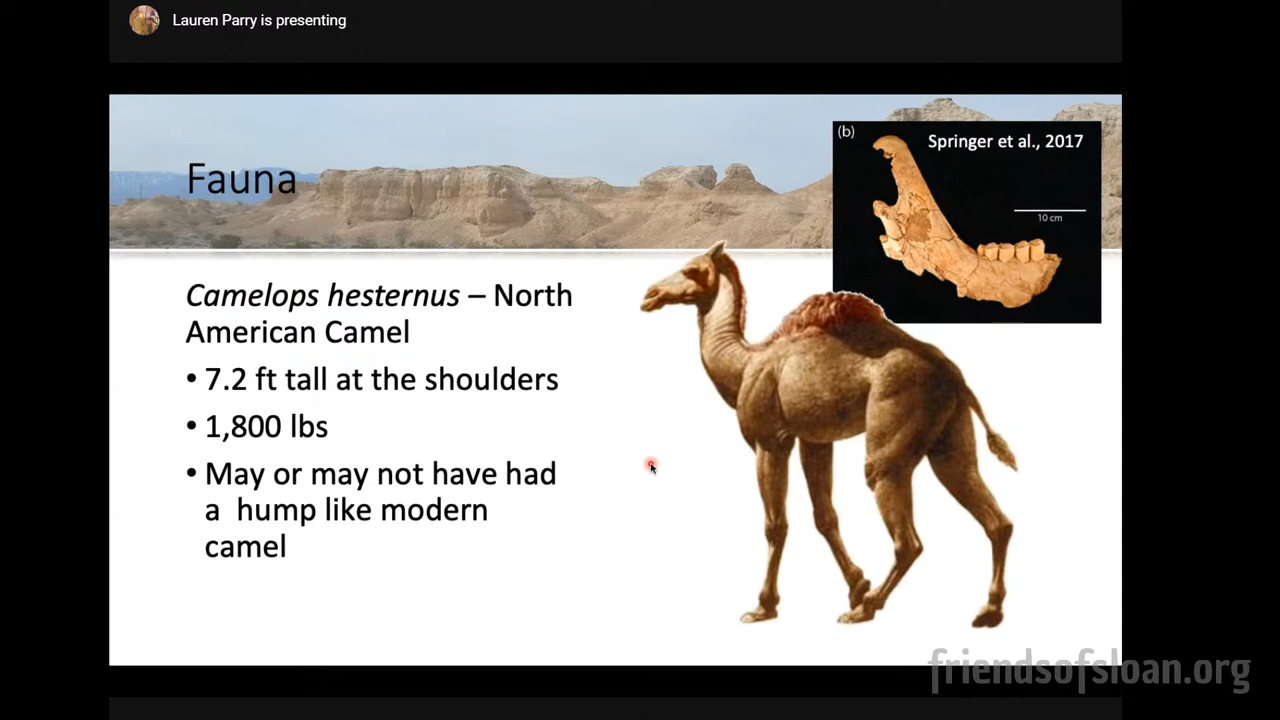 Lauren Parry is presenting
Fauna
(b)
Springer et al., 2017
10 cm
Camelops hesternus – North
American Camel
• 7.2 ft tall at the shoulders
• 1,800 lbs
• May or may not have had
a  hump like modern
camel
friendsofsloan.org